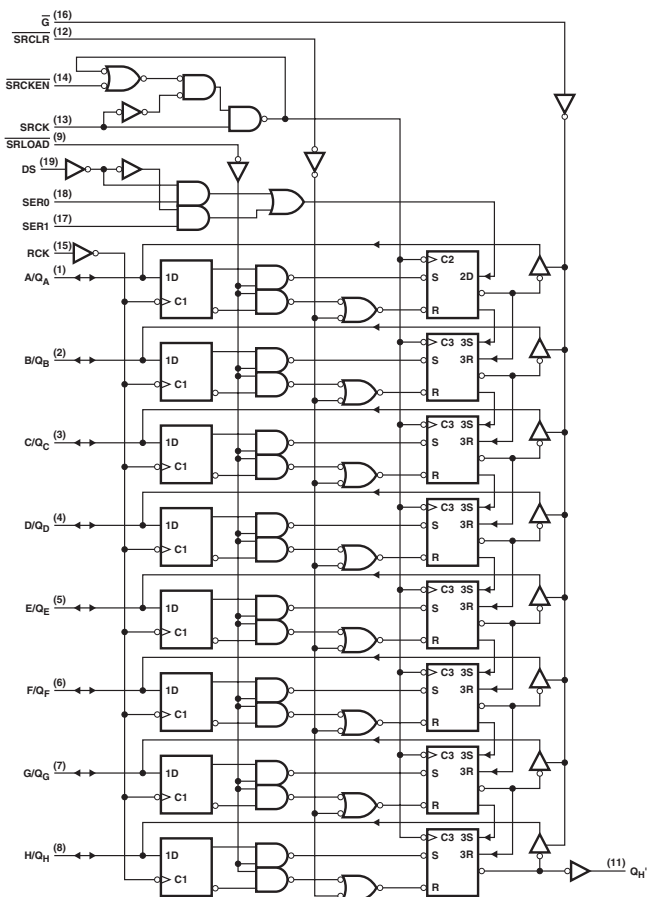 G (16)
SRCLR (12)
SRCKEN (14)
SRCK (13)
SRLOAD (9)
DS (19)
SER0 (18)
SER1 (17)
RCK (15)
A/QA (1)
1D
C1
C2
2D
S
R
B/QB (2)
1D
C1
C3 3S
3R
S
R
C/QC (3)
1D
C1
C3 3S
3R
S
R
D/QD (4)
1D
C1
C3 3S
3R
S
R
E/QE (5)
1D
C1
C3 3S
3R
S
R
F/QF (6)
1D
C1
C3 3S
3R
S
R
G/QG (7)
1D
C1
C3 3S
3R
S
R
H/QH (8)
1D
C1
C3 3S
3R
S
R
(11) QH'